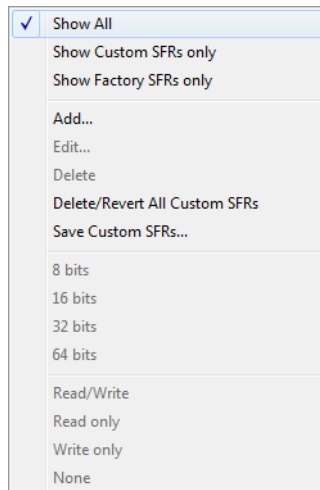 Show All
Show Custom SFRs only
Show Factory SFRs only
Add...
Edit...
Delete
Delete/Revert All Custom SFRs
Save Custom SFRs...
8 bits
16 bits
32 bits
64 bits
Read/Write
Read only
Write only
None